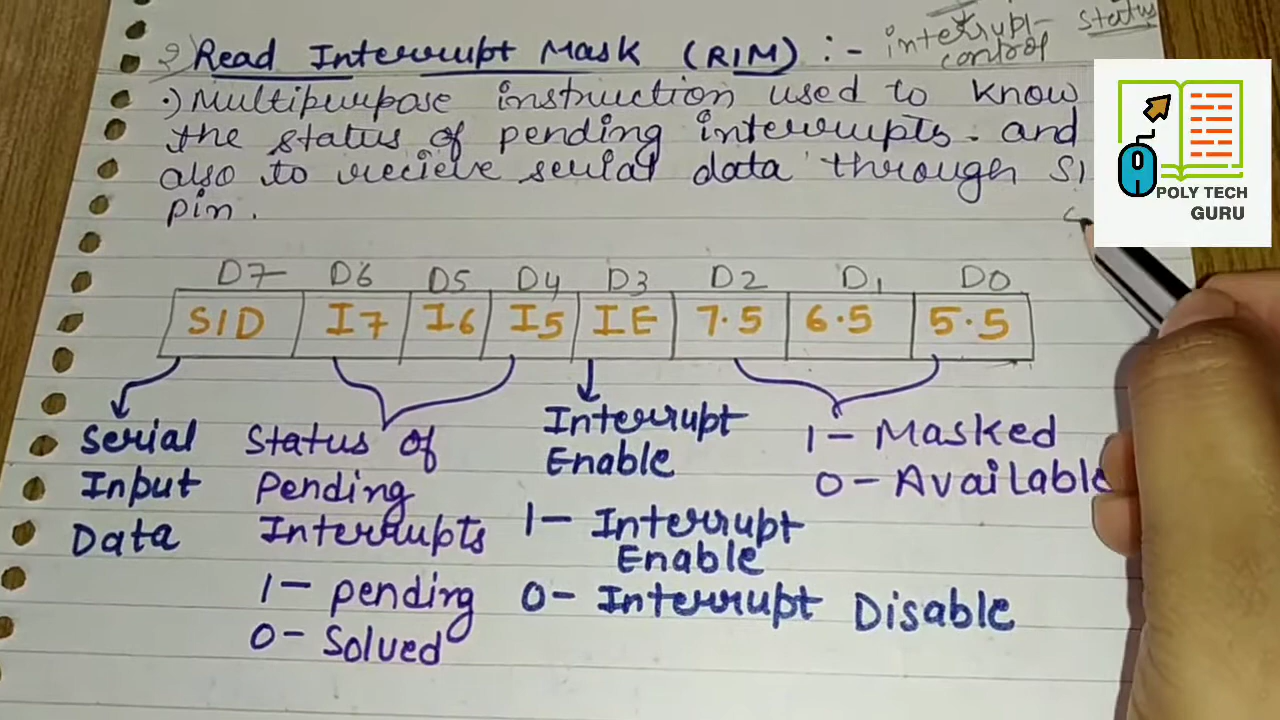 2) Read Interrupt Mask (RIM) :- interrupt control status
•) Multipurpose instruction used to know
the status of pending interrupts. and
also to recieve serial data through SI
pin.
POLY TECH
GURU
D7 D6 D5 D4 D3 D2 D1 D0
SID I7 I6 I5 IE 7.5 6.5 5.5
Serial
Input
Data
Status of
Pending
Interrupts
1- pending
0- Solved
Interrupt
Enable
1- Interrupt
Enable
0- Interrupt Disable
1- Masked
0- Available